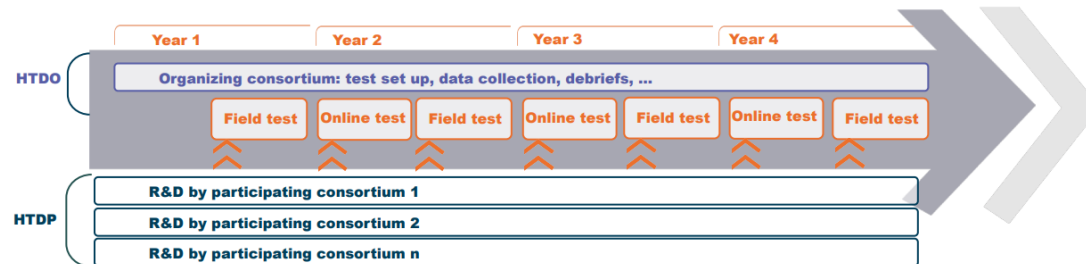 Year 1
Year 2
Year 3
Year 4
HTDO
Organizing consortium: test set up, data collection, debriefs, ...
Field test
Online test
Field test
Online test
Field test
Online test
Field test
HTDP
R&D by participating consortium 1
R&D by participating consortium 2
R&D by participating consortium n